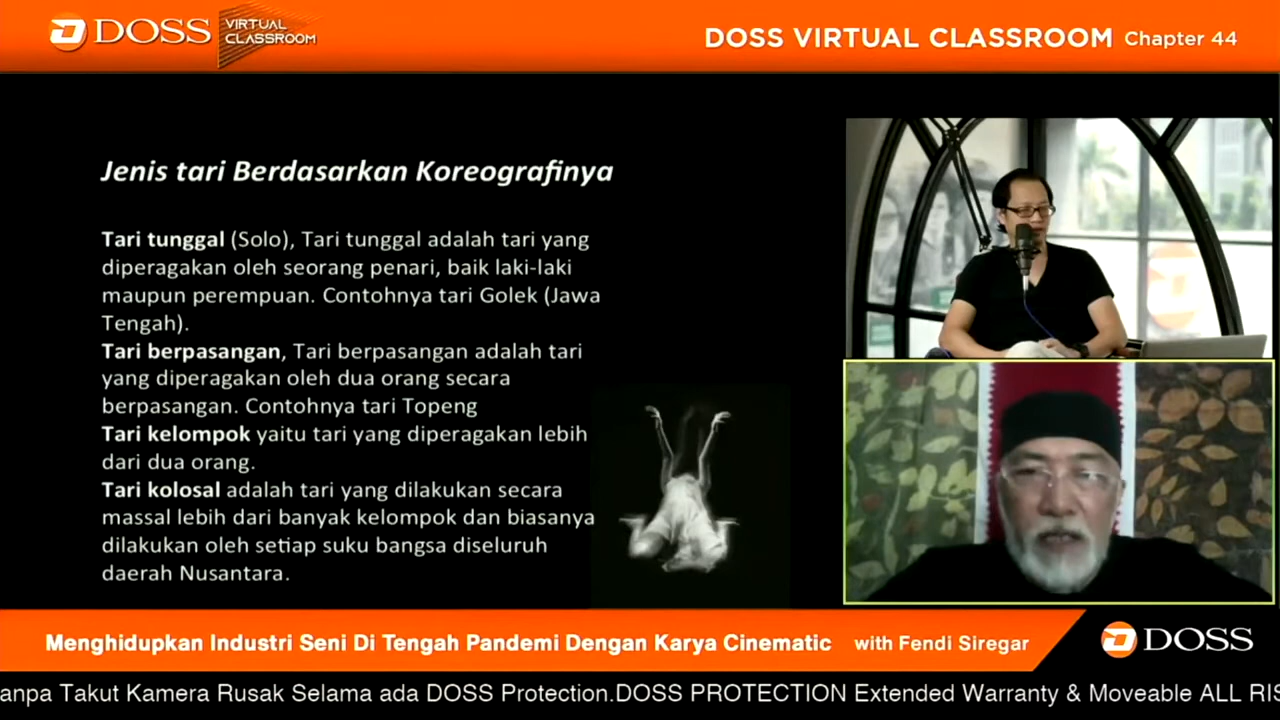 DOSS
VIRTUAL
CLASSROOM
DOSS VIRTUAL CLASSROOM Chapter 44
Jenis tari Berdasarkan Koreografinya
Tari tunggal (Solo), Tari tunggal adalah tari yang
diperagakan oleh seorang penari, baik laki-laki
maupun perempuan. Contohnya tari Golek (Jawa
Tengah).
Tari berpasangan, Tari berpasangan adalah tari
yang diperagakan oleh dua orang secara
berpasangan. Contohnya tari Topeng
Tari kelompok yaitu tari yang diperagakan lebih
dari dua orang.
Tari kolosal adalah tari yang dilakukan secara
massal lebih dari banyak kelompok dan biasanya
dilakukan oleh setiap suku bangsa diseluruh
daerah Nusantara.
Menghidupkan Industri Seni Di Tengah Pandemi Dengan Karya Cinematic with Fendi Siregar
DOSS
anpa Takut Kamera Rusak Selama ada DOSS Protection.DOSS PROTECTION Extended Warranty & Moveable ALL RIS